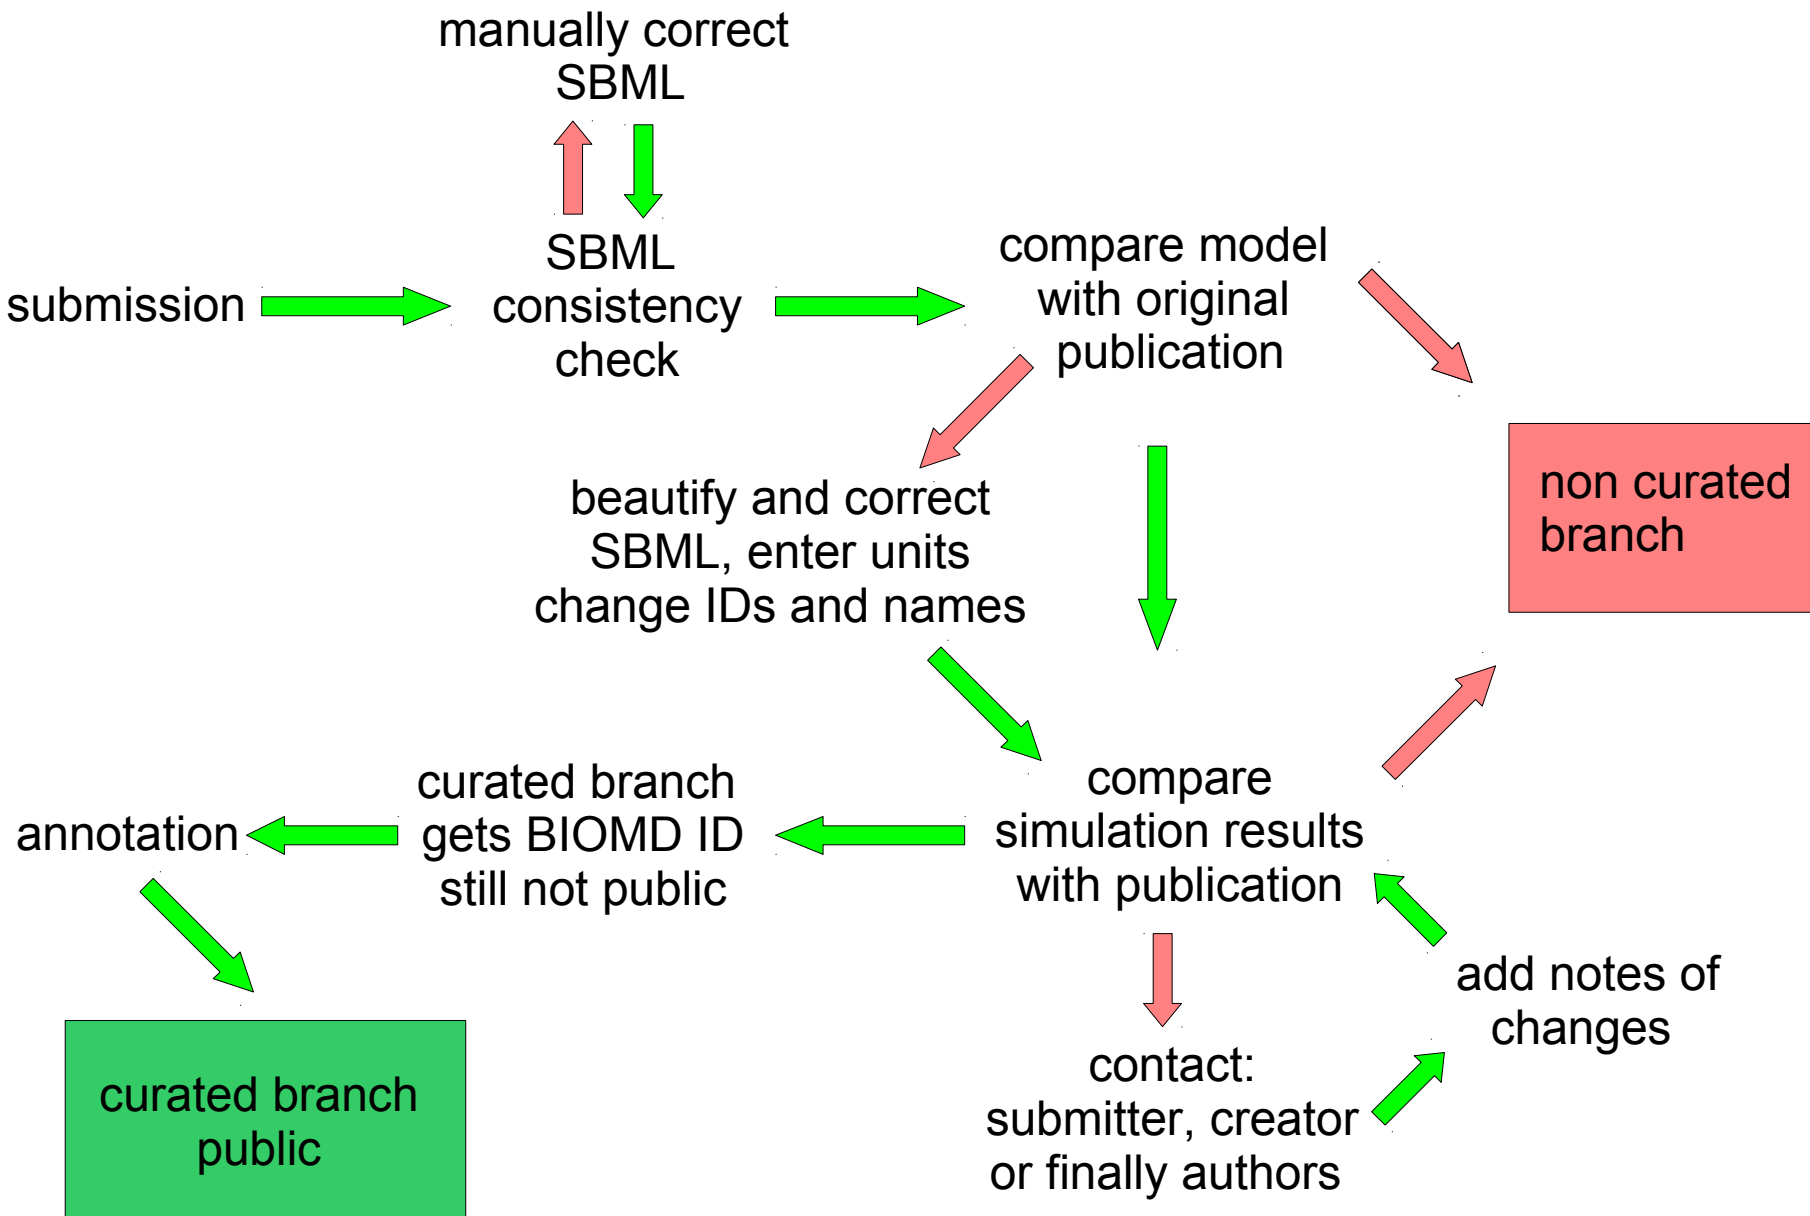 manually correct
SBML
submission
SBML
consistency
check
compare model
with original
publication
non curated
branch
beautify and correct
SBML, enter units
change IDs and names
annotation
curated branch
gets BIOMD ID
still not public
compare
simulation results
with publication
add notes of
changes
contact:
submitter, creator
or finally authors
curated branch
public